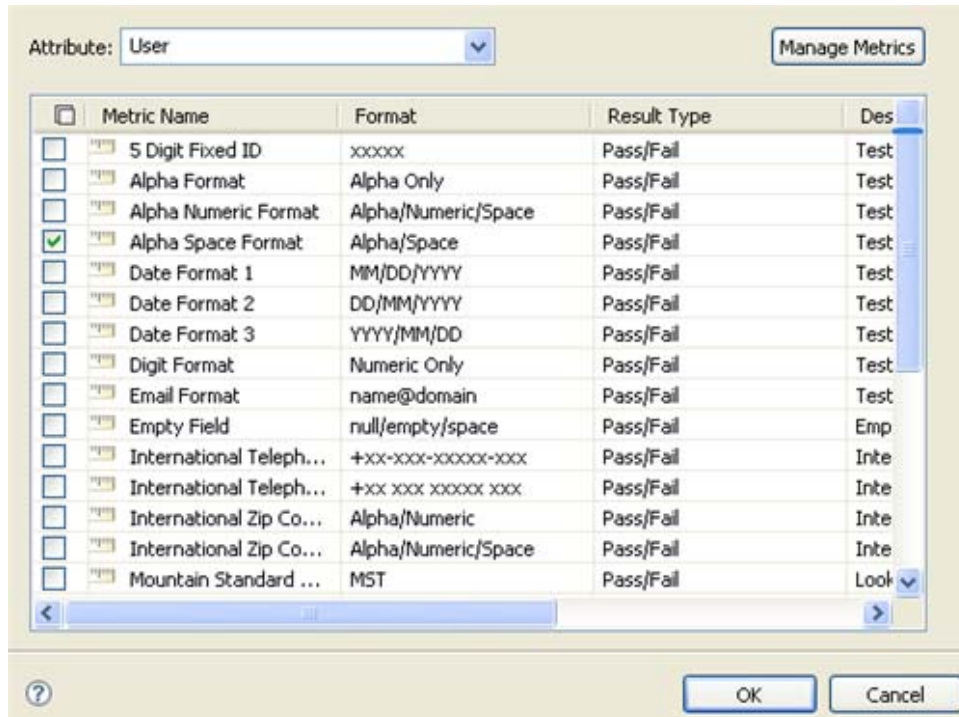 Attribute: User Manage Metrics
Metric Name Format Result Type Des
5 Digit Fixed ID xxxxx Pass/Fail Test
Alpha Format Alpha Only Pass/Fail Test
Alpha Numeric Format Alpha/Numeric/Space Pass/Fail Test
Alpha Space Format Alpha/Space Pass/Fail Test
Date Format 1 MM/DD/YYYY Pass/Fail Test
Date Format 2 DD/MM/YYYY Pass/Fail Test
Date Format 3 YYYY/MM/DD Pass/Fail Test
Digit Format Numeric Only Pass/Fail Test
Email Format name@domain Pass/Fail Test
Empty Field null/empty/space Pass/Fail Emp
International Teleph... +xx-xxx-xxxxx-xxx Pass/Fail Inte
International Teleph... +xx xxx xxxxx xxx Pass/Fail Inte
International Zip Co... Alpha/Numeric Pass/Fail Inte
International Zip Co... Alpha/Numeric/Space Pass/Fail Inte
Mountain Standard ... MST Pass/Fail Look
? OK Cancel